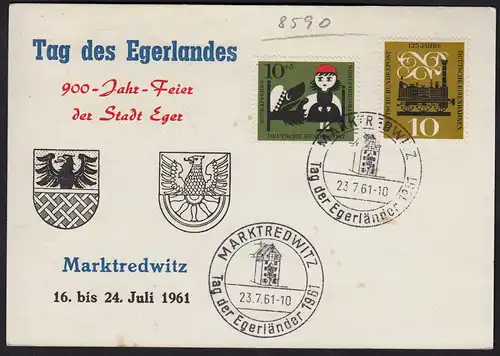 8590
Tag des Egerlandes
900-Jahr-Feier
der Stadt Eger
Marktredwitz
16. bis 24. Juli 1961
10+5
DEUTSCHE BUNDESPOST
125 JAHRE
DEUTSCHE EISENBAHNEN
DEUTSCHE BUNDESPOST
10
MARKTREDWITZ
23.7.61-10
Tag der Egerländer 1961
MARKTREDWITZ
23.7.61-10
Tag der Egerländer 1961